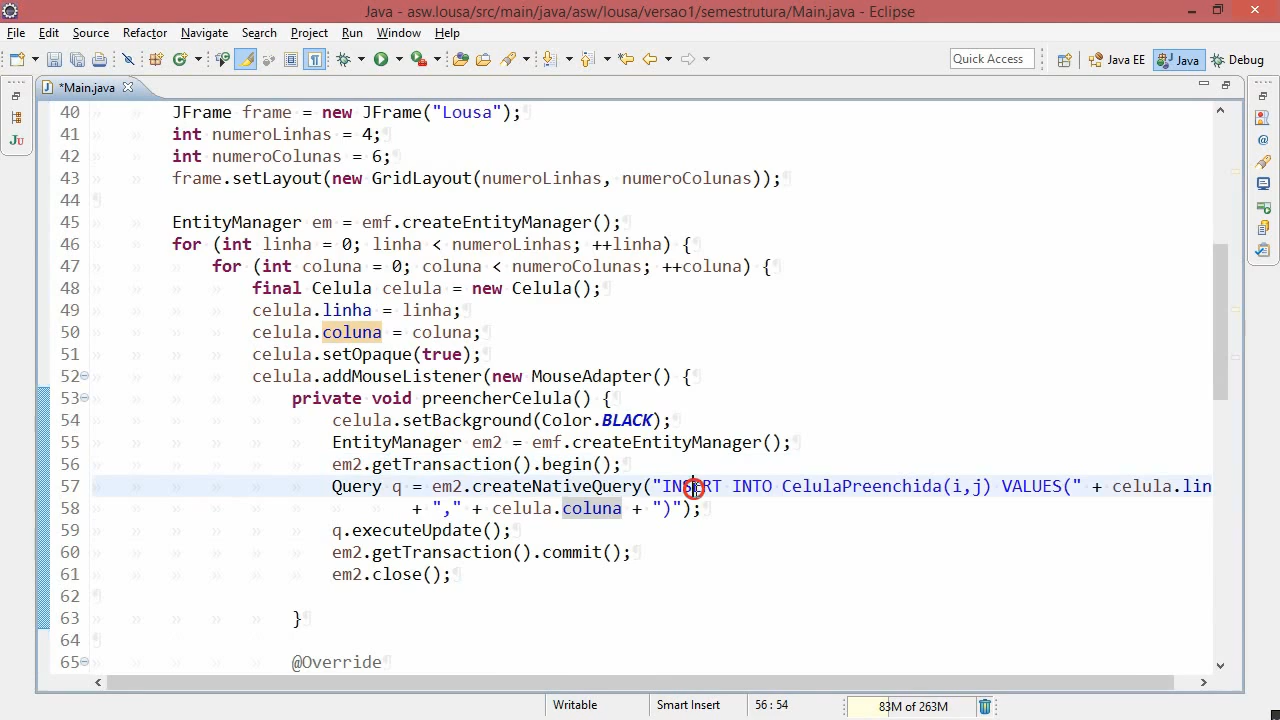 Java - asw.lousa/src/main/java/asw/lousa/versao1/semestrutura/Main.java - Eclipse
File Edit Source Refactor Navigate Search Project Run Window Help
Quick Access Java EE Java Debug
*Main.java
40 JFrame frame = new JFrame("Lousa");
41 int numeroLinhas = 4;
42 int numeroColunas = 6;
43 frame.setLayout(new GridLayout(numeroLinhas, numeroColunas));
44
45 EntityManager em = emf.createEntityManager();
46 for (int linha = 0; linha < numeroLinhas; ++linha) {
47 for (int coluna = 0; coluna < numeroColunas; ++coluna) {
48 final Celula celula = new Celula();
49 celula.linha = linha;
50 celula.coluna = coluna;
51 celula.setOpaque(true);
52 celula.addMouseListener(new MouseAdapter() {
53 private void preencherCelula() {
54 celula.setBackground(Color.BLACK);
55 EntityManager em2 = emf.createEntityManager();
56 em2.getTransaction().begin();
57 Query q = em2.createNativeQuery("INSERT INTO CelulaPreenchida(i,j) VALUES(" + celula.lin
58 + "," + celula.coluna + ")");
59 q.executeUpdate();
60 em2.getTransaction().commit();
61 em2.close();
62
63 }
64
65 @Override
Writable Smart Insert 56 : 54 83M of 263M